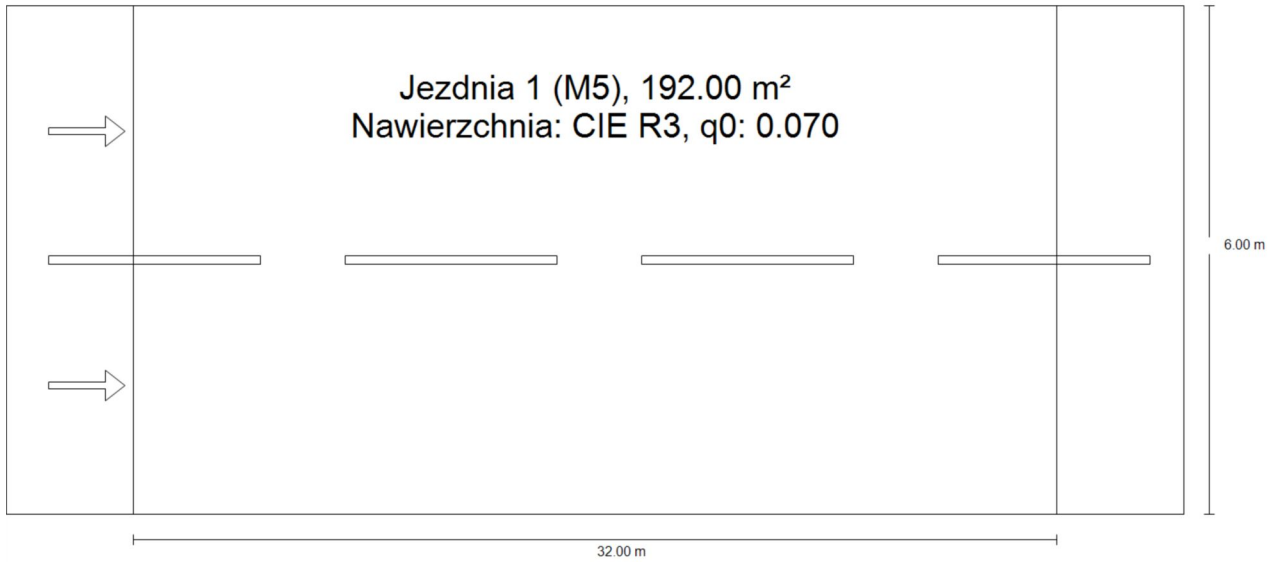 Jezdnia 1 (M5), 192.00 m²
Nawierzchnia: CIE R3, q0: 0.070
6.00 m
32.00 m